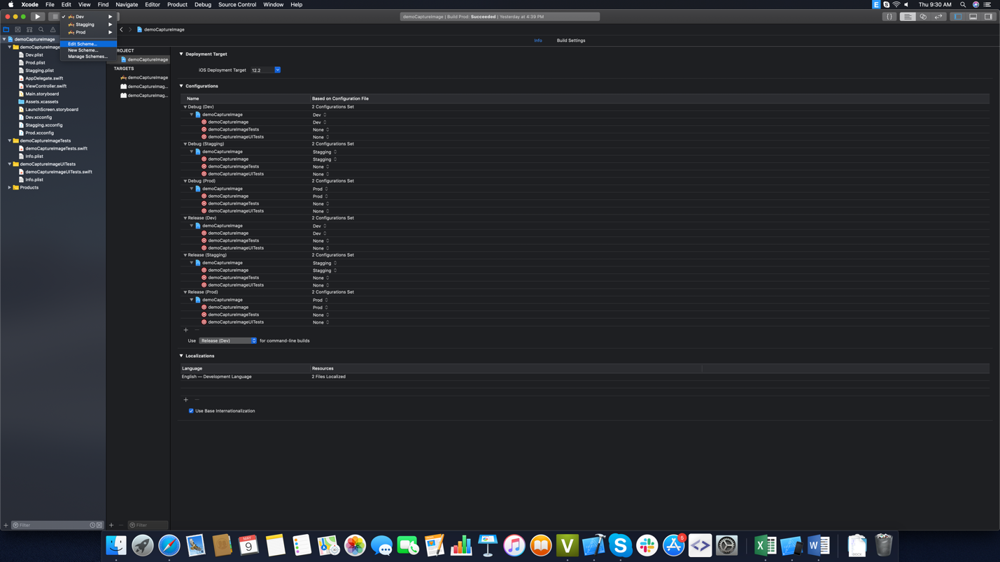 Xcode File Edit View Find Navigate Editor Product Debug Source Control Window Help
E
Thu 9:30 AM
Dev
Stagging
Prod
Edit Scheme...
New Scheme...
Manage Schemes...
demoCaptureImage | Build Prod: Succeeded | Yesterday at 4:39 PM
demoCaptureImage
demoCaptureImage
demoCaptureImage
Dev.plist
Prod.plist
Stagging.plist
AppDelegate.swift
ViewController.swift
Main.storyboard
Assets.xcassets
LaunchScreen.storyboard
Dev.xcconfig
Stagging.xcconfig
Prod.xcconfig
demoCaptureImageTests
demoCaptureImageTests.swift
Info.plist
demoCaptureImageUITests
demoCaptureImageUITests.swift
Info.plist
Products
Filter
ROJECT
demoCaptureImage
TARGETS
demoCaptureImage
demoCaptureImag...
demoCaptureImag...
Filter
Info Build Settings
Deployment Target
iOS Deployment Target 12.2
Configurations
Name Based on Configuration File
Debug (Dev) 2 Configurations Set
demoCaptureImage Dev
demoCaptureImage Dev
demoCaptureImageTests None
demoCaptureImageUITests None
Debug (Stagging) 2 Configurations Set
demoCaptureImage Stagging
demoCaptureImage Stagging
demoCaptureImageTests None
demoCaptureImageUITests None
Debug (Prod) 2 Configurations Set
demoCaptureImage Prod
demoCaptureImage Prod
demoCaptureImageTests None
demoCaptureImageUITests None
Release (Dev) 2 Configurations Set
demoCaptureImage Dev
demoCaptureImage Dev
demoCaptureImageTests None
demoCaptureImageUITests None
Release (Stagging) 2 Configurations Set
demoCaptureImage Stagging
demoCaptureImage Stagging
demoCaptureImageTests None
demoCaptureImageUITests None
Release (Prod) 2 Configurations Set
demoCaptureImage Prod
demoCaptureImage Prod
demoCaptureImageTests None
demoCaptureImageUITests None
Use Release (Dev) for command-line builds
Localizations
Language Resources
English — Development Language 2 Files Localized
Use Base Internationalization
MAY
9
V
S
5
X
W
DOCX